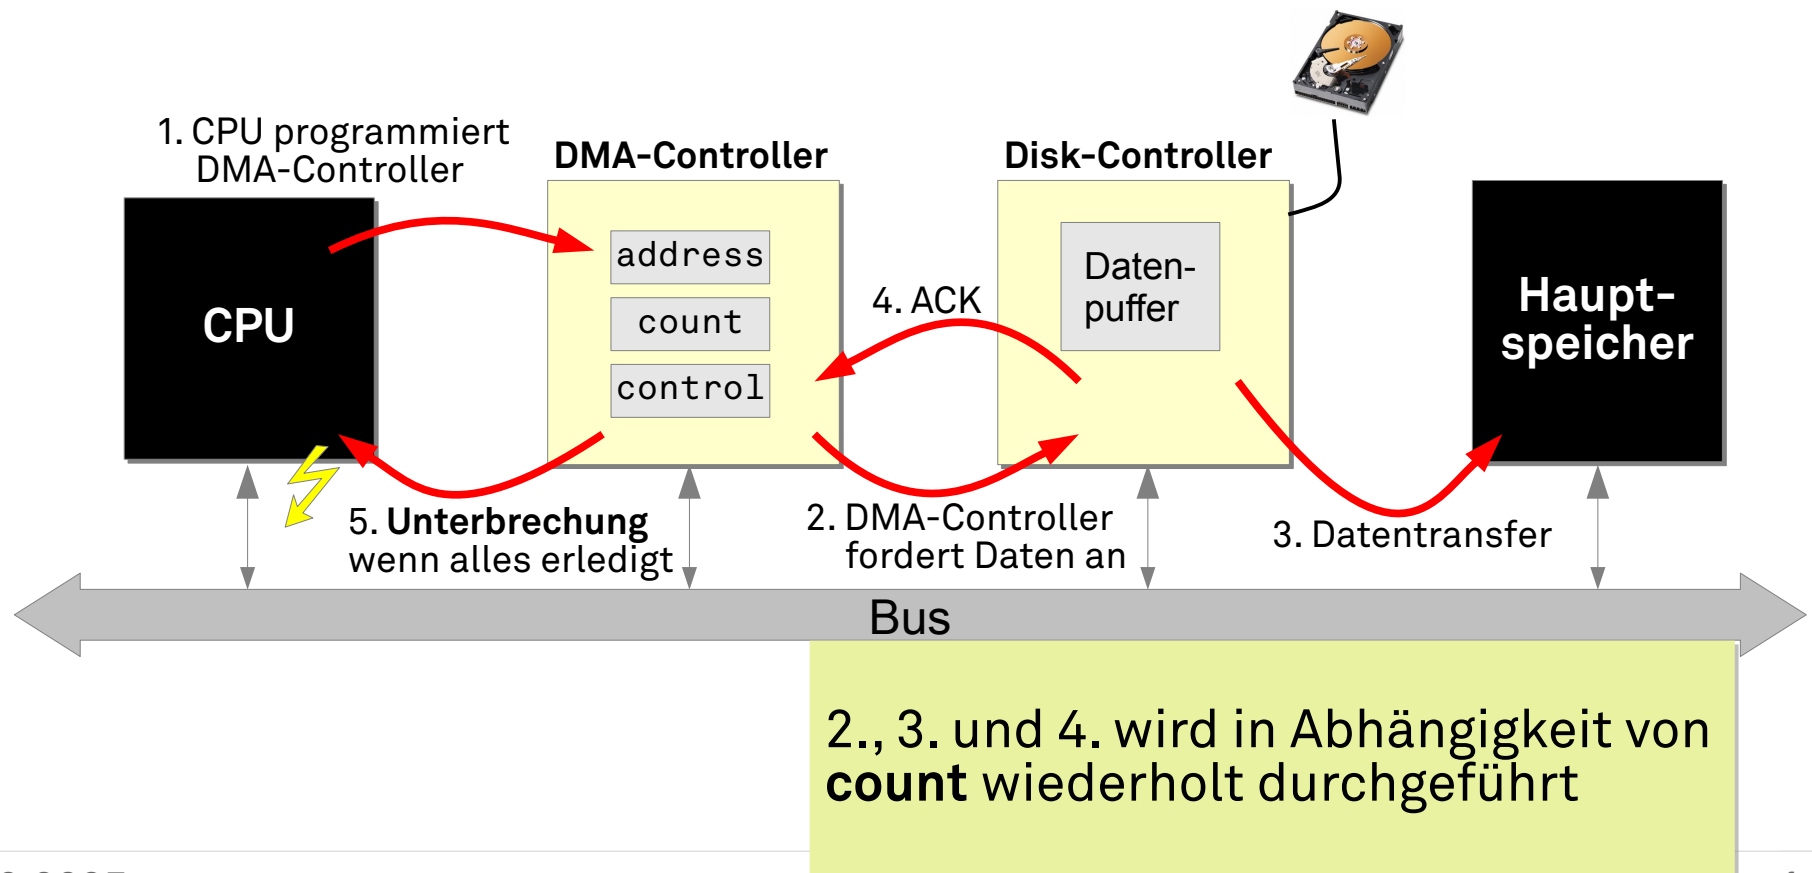 1. CPU programmiert
DMA-Controller
DMA-Controller
Disk-Controller
CPU
address
count
control
4. ACK
Daten-
puffer
Haupt-
speicher
5. Unterbrechung
wenn alles erledigt
2. DMA-Controller
fordert Daten an
3. Datentransfer
Bus
2., 3. und 4. wird in Abhängigkeit von
count wiederholt durchgeführt